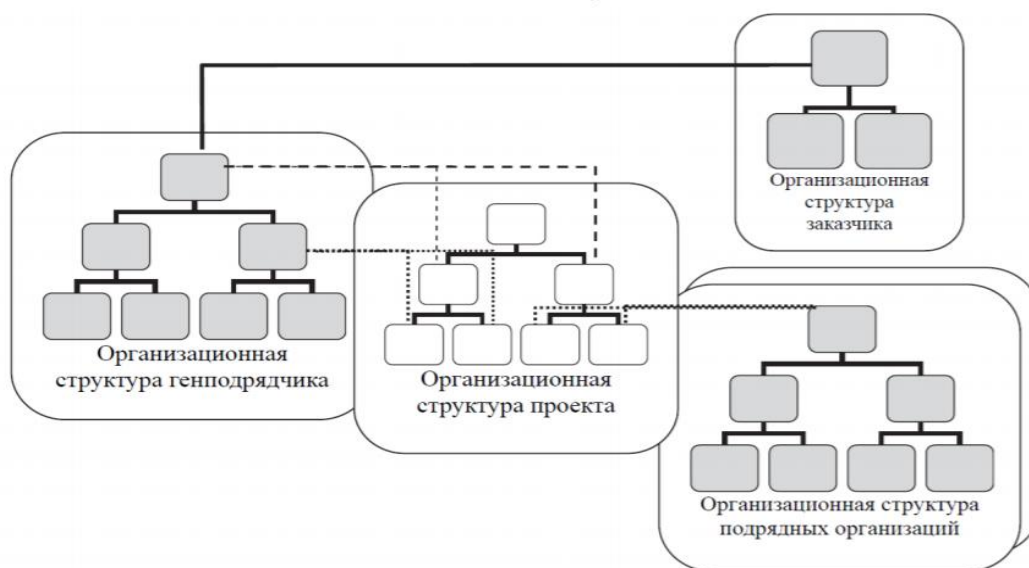 Организационная
структура
заказчика
Организационная
структура генподрядчика
Организационная
структура проекта
Организационная структура
подрядных организаций